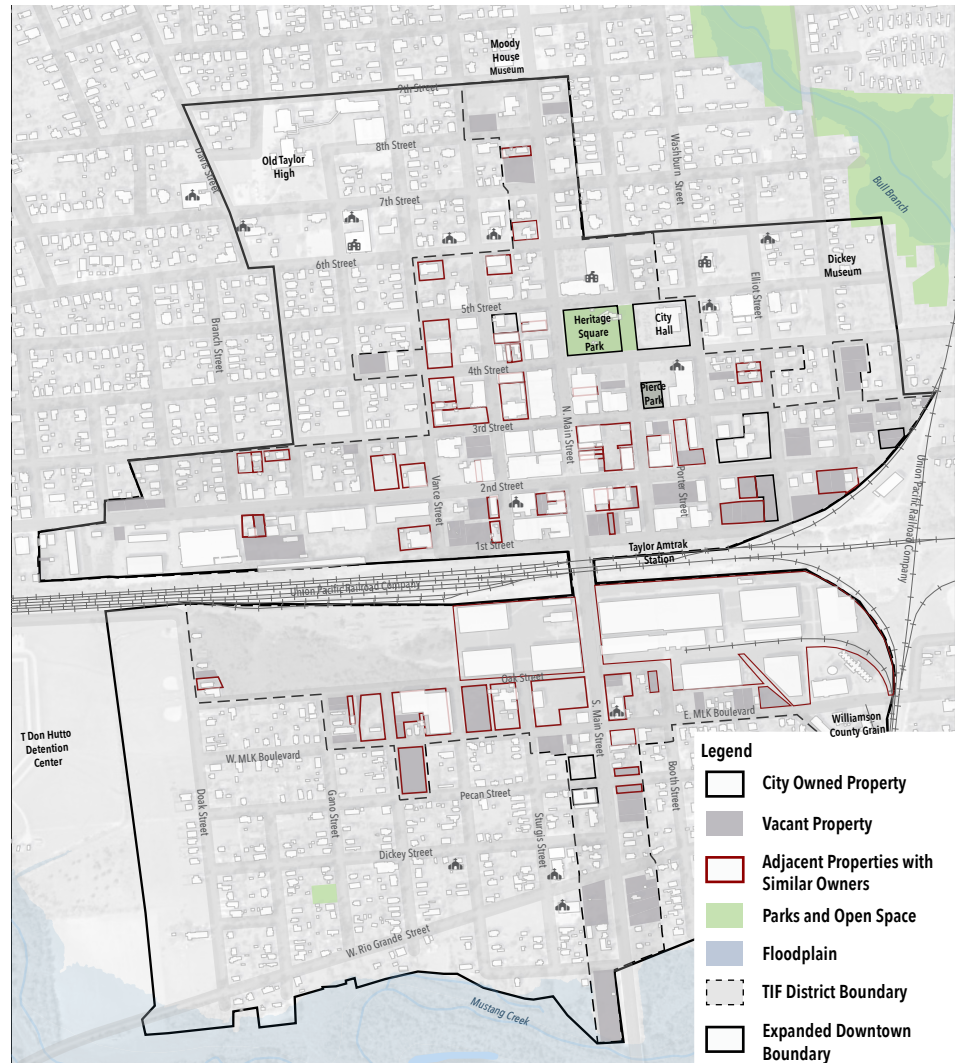 Moody
House
Museum
9th Street
8th Street
Old Taylor
High
Davis Street
Washburn Street
7th Street
Bull Branch
6th Street
Dickey
Museum
Elliot Street
5th Street
Heritage
Square
Park
City
Hall
Branch Street
4th Street
Pierce
Park
3rd Street
N. Main Street
2nd Street
Vance Street
Porter Street
Union Pacific Railroad Company
1st Street
Taylor Amtrak
Station
Union Pacific Railroad Company
Oak Street
E. MLK Boulevard
Williamson
County Grain
T Don Hutto
Detention
Center
W. MLK Boulevard
S. Main Street
Doak Street
Gano Street
Pecan Street
Sturgis Street
Booth Street
Dickey Street
W. Rio Grande Street
Mustang Creek
Legend
City Owned Property
Vacant Property
Adjacent Properties with
Similar Owners
Parks and Open Space
Floodplain
TIF District Boundary
Expanded Downtown
Boundary